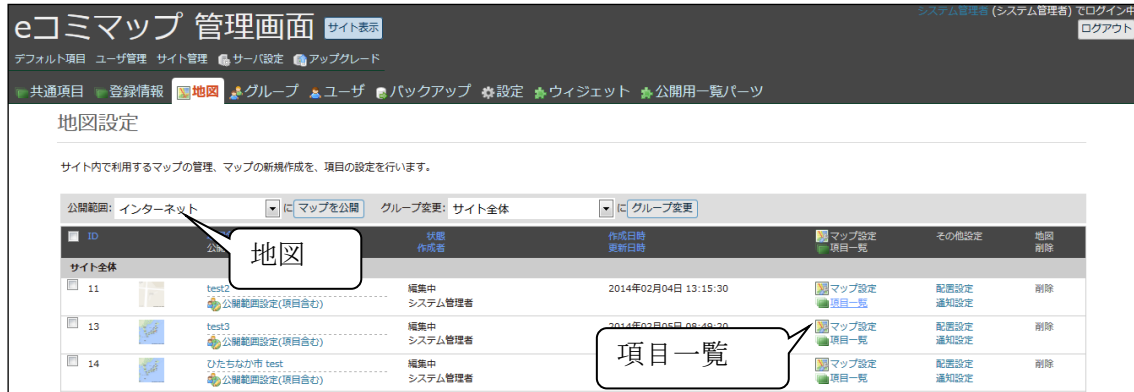 システム管理者 (システム管理者) でログイン中
eコミマップ 管理画面 サイト表示
ログアウト
デフォルト項目 ユーザ管理 サイト管理 サーバ設定 アップグレード
共通項目 登録情報 地図 グループ ユーザ バックアップ 設定 ウィジェット 公開用一覧パーツ
地図設定
サイト内で利用するマップの管理、マップの新規作成を、項目の設定を行います。
公開範囲: インターネット に マップを公開 グループ変更: サイト全体 に グループ変更
ID 状態 作成日時 マップ設定 その他設定 地図
作成者 更新日時 項目一覧 削除
地図
サイト全体
11 test2 編集中 2014年02月04日 13:15:30 マップ設定 配置設定 削除
公開範囲設定(項目含む) システム管理者 項目一覧 通知設定
13 test3 編集中 2014年02月05日 08:49:20 マップ設定 配置設定 削除
公開範囲設定(項目含む) システム管理者 項目一覧 通知設定
項目一覧
14 ひたちなか市 test 編集中 マップ設定 配置設定 削除
公開範囲設定(項目含む) システム管理者 項目一覧 通知設定